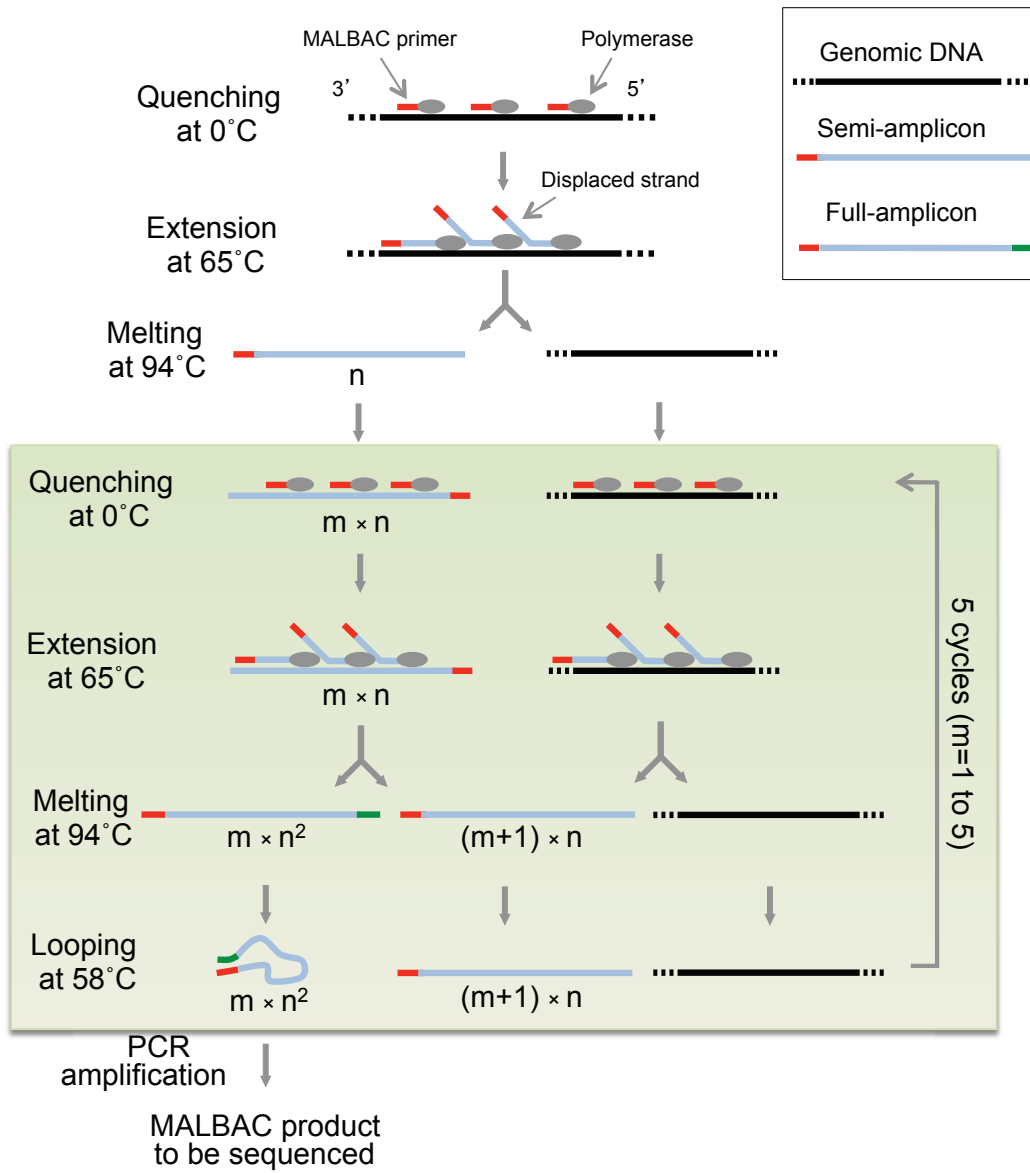 MALBAC primer
Polymerase
3’
5’
Quenching
at 0˚C
Displaced strand
Extension
at 65˚C
Melting
at 94˚C
n
Genomic DNA
Semi-amplicon
Full-amplicon
Quenching
at 0˚C
m × n
Extension
at 65˚C
m × n
Melting
at 94˚C
m × n²
(m+1) × n
Looping
at 58˚C
m × n²
(m+1) × n
5 cycles (m=1 to 5)
PCR
amplification
MALBAC product
to be sequenced